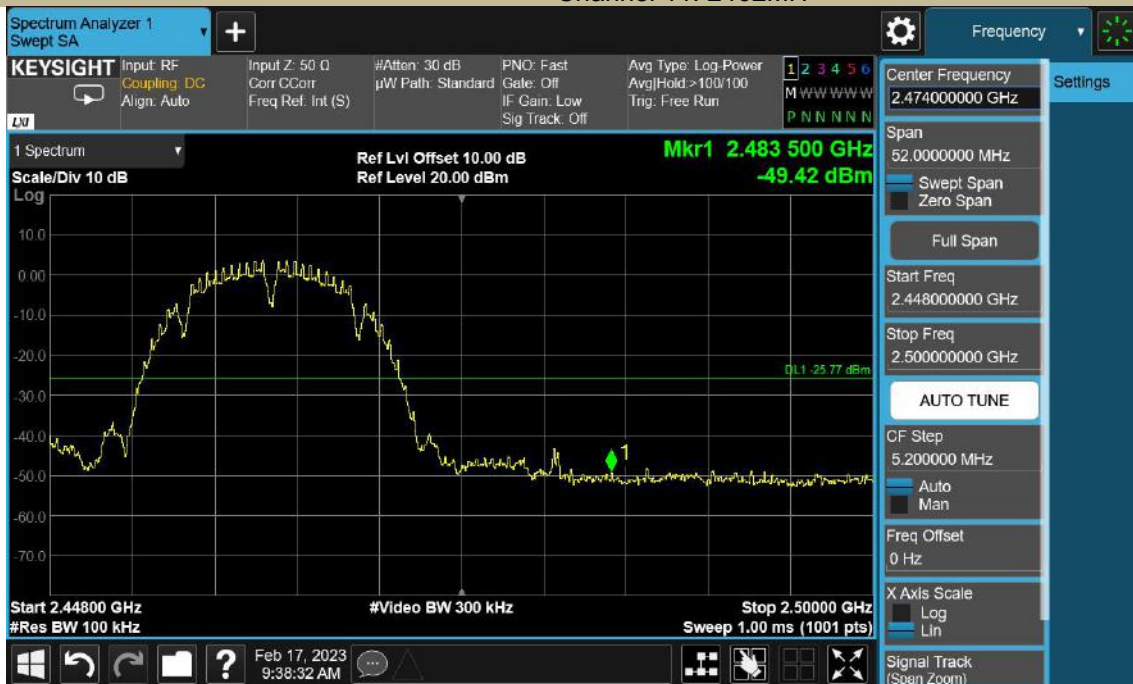 Spectrum Analyzer 1
Swept SA
+
Frequency
KEYSIGHT
Input: RF
Coupling: DC
Align: Auto
Input Z: 50 Ω
Corr CCorr
Freq Ref: Int (S)
#Atten: 30 dB
µW Path: Standard
PNO: Fast
Gate: Off
IF Gain: Low
Sig Track: Off
Avg Type: Log-Power
Avg|Hold:>100/100
Trig: Free Run
1 2 3 4 5 6
M W W W W W
P N N N N N
LXI
1 Spectrum
Scale/Div 10 dB
Ref Lvl Offset 10.00 dB
Ref Level 20.00 dBm
Mkr1 2.483 500 GHz
-49.42 dBm
Log
10.0
0.00
-10.0
-20.0
-30.0
-40.0
-50.0
-60.0
-70.0
DL1 -25.77 dBm
1
Start 2.44800 GHz
#Res BW 100 kHz
#Video BW 300 kHz
Stop 2.50000 GHz
Sweep 1.00 ms (1001 pts)
Center Frequency
2.474000000 GHz
Settings
Span
52.0000000 MHz
Swept Span
Zero Span
Full Span
Start Freq
2.448000000 GHz
Stop Freq
2.500000000 GHz
AUTO TUNE
CF Step
5.200000 MHz
Auto
Man
Freq Offset
0 Hz
X Axis Scale
Log
Lin
Signal Track
(Span Zoom)
?
Feb 17, 2023
9:38:32 AM